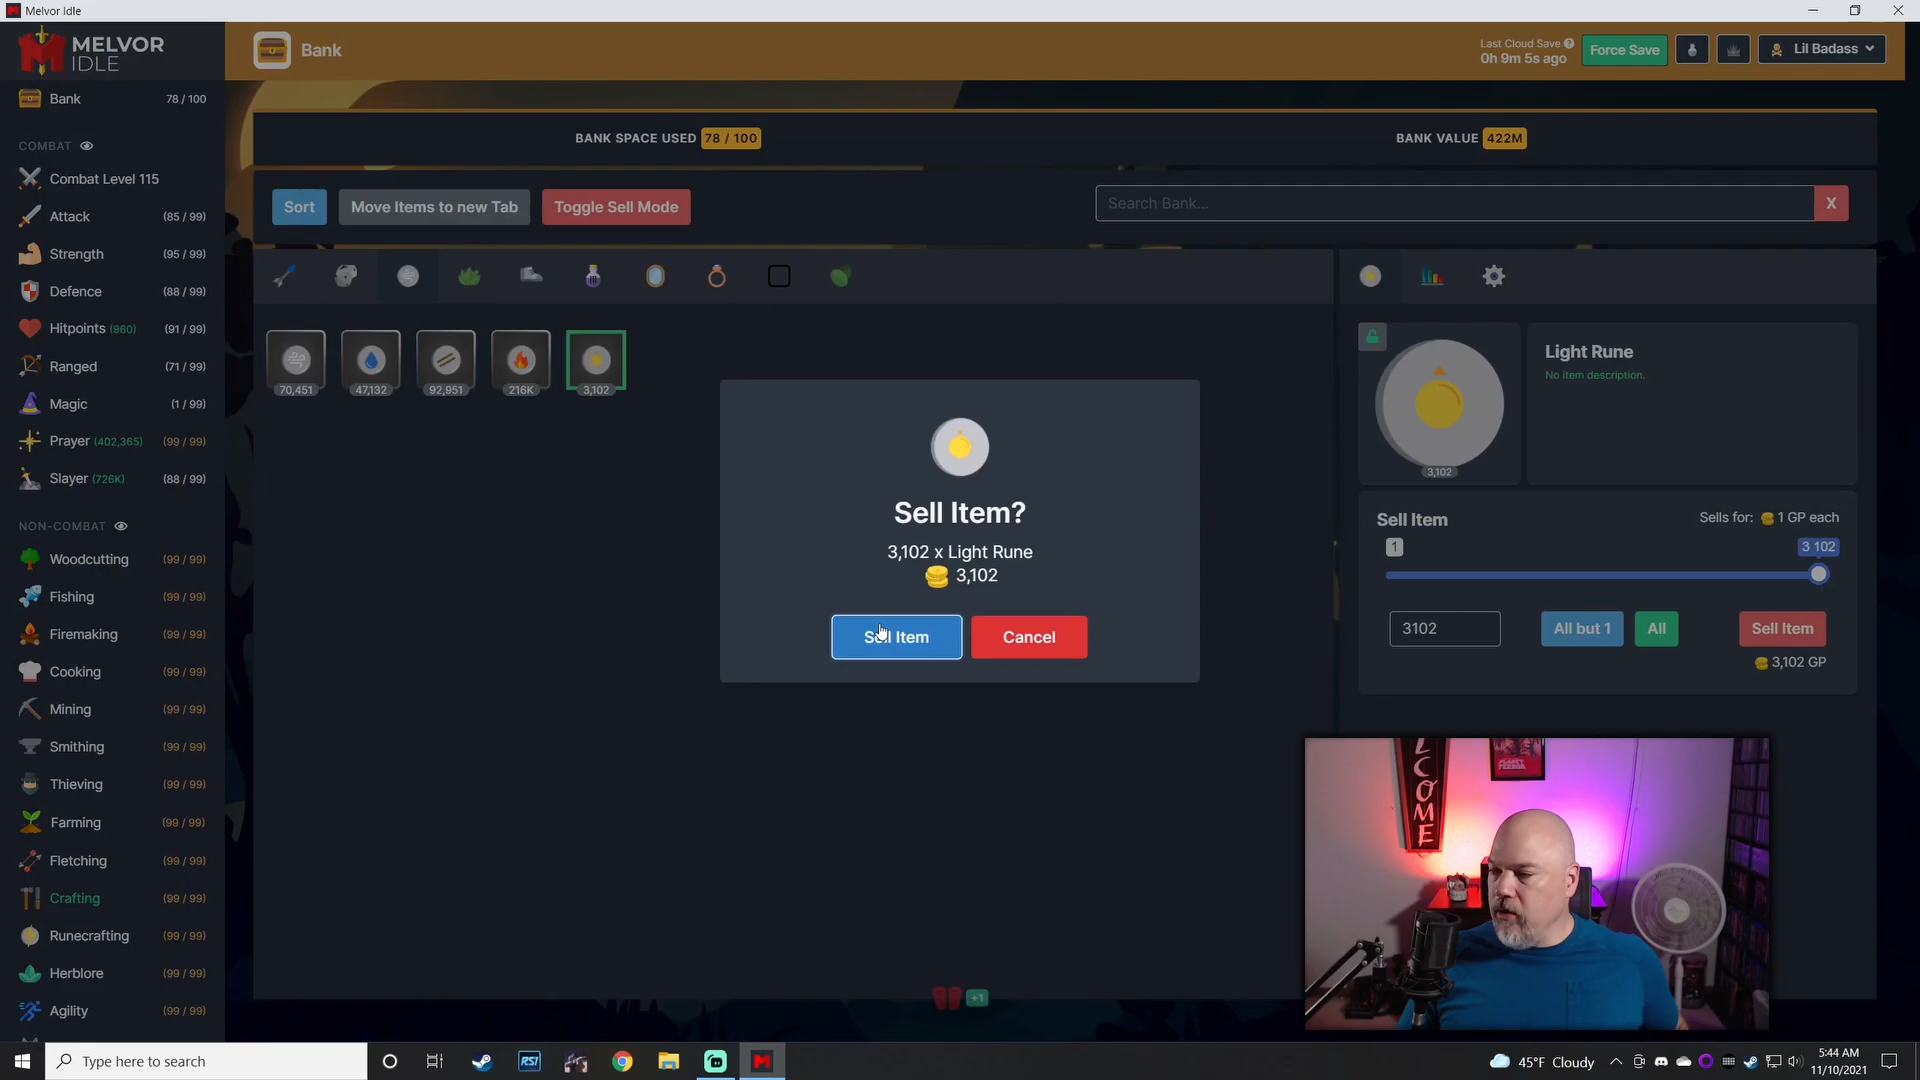 Melvor Idle
MELVOR
IDLE
Bank
Last Cloud Save
0h 9m 5s ago
Force Save
Lil Badass
Bank 78 / 100
COMBAT
Combat Level 115
Attack (85 / 99)
Strength (95 / 99)
Defence (88 / 99)
Hitpoints (960) (91 / 99)
Ranged (71 / 99)
Magic (1 / 99)
Prayer (402,365) (99 / 99)
Slayer (726K) (88 / 99)
NON-COMBAT
Woodcutting (99 / 99)
Fishing (99 / 99)
Firemaking (99 / 99)
Cooking (99 / 99)
Mining (99 / 99)
Smithing (99 / 99)
Thieving (99 / 99)
Farming (99 / 99)
Fletching (99 / 99)
Crafting (99 / 99)
Runecrafting (99 / 99)
Herblore (99 / 99)
Agility (99 / 99)
BANK SPACE USED 78 / 100
BANK VALUE 422M
Sort
Move Items to new Tab
Toggle Sell Mode
Search Bank...
X
70,451
47,132
92,951
216K
3,102
Sell Item?
3,102 x Light Rune
3,102
Sell Item
Cancel
Light Rune
No item description.
3,102
Sell Item
Sells for: 1 GP each
1
3 102
3102
All but 1
All
Sell Item
3,102 GP
+1
LCOME
PLANET
TERROR
Type here to search
RSI
45°F Cloudy
5:44 AM
11/10/2021